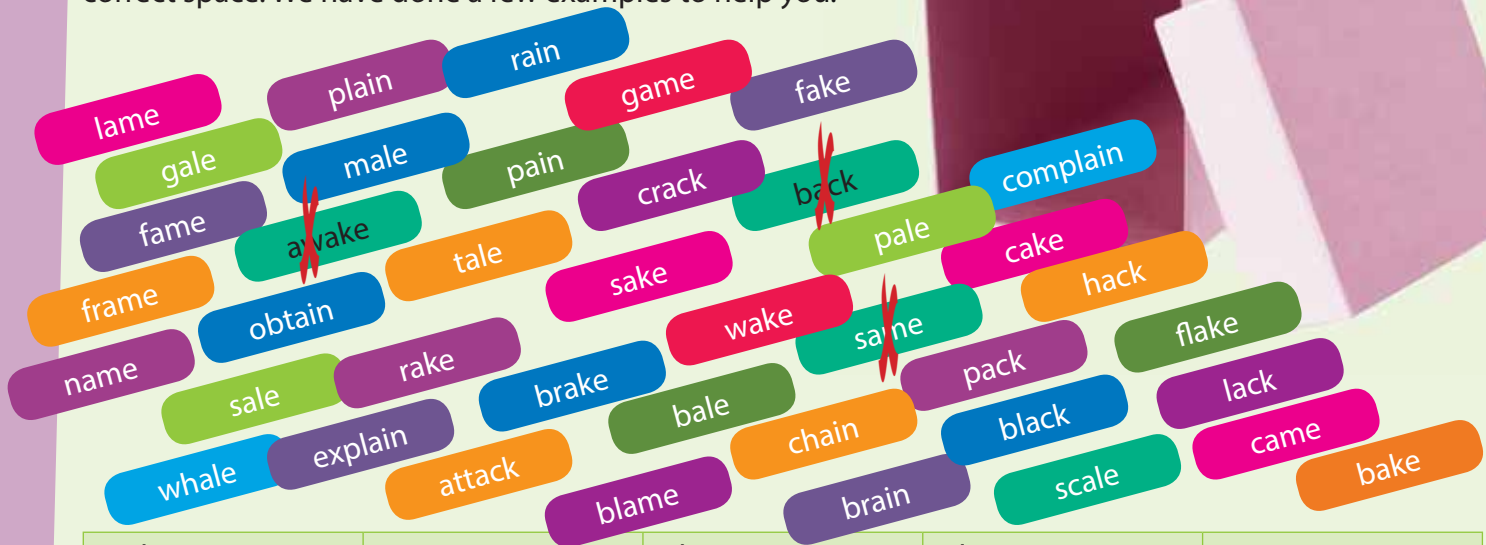 correct space. We have done a few examples to help you.
lame
plain
rain
game
fake
gale
male
pain
crack
back
complain
fame
awake
tale
sake
pale
cake
hack
frame
obtain
wake
same
flake
name
sale
rake
brake
bale
pack
lack
whale
explain
attack
chain
black
came
blame
brain
scale
bake